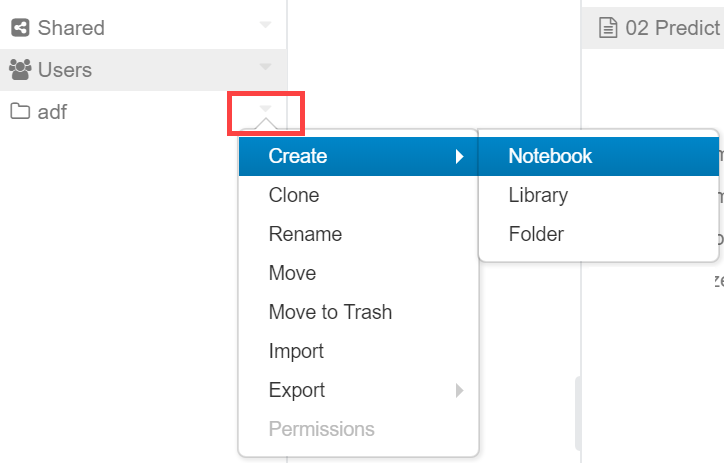 Shared
Users
adf
02 Predict
Create
Clone
Rename
Move
Move to Trash
Import
Export
Permissions
Notebook
Library
Folder